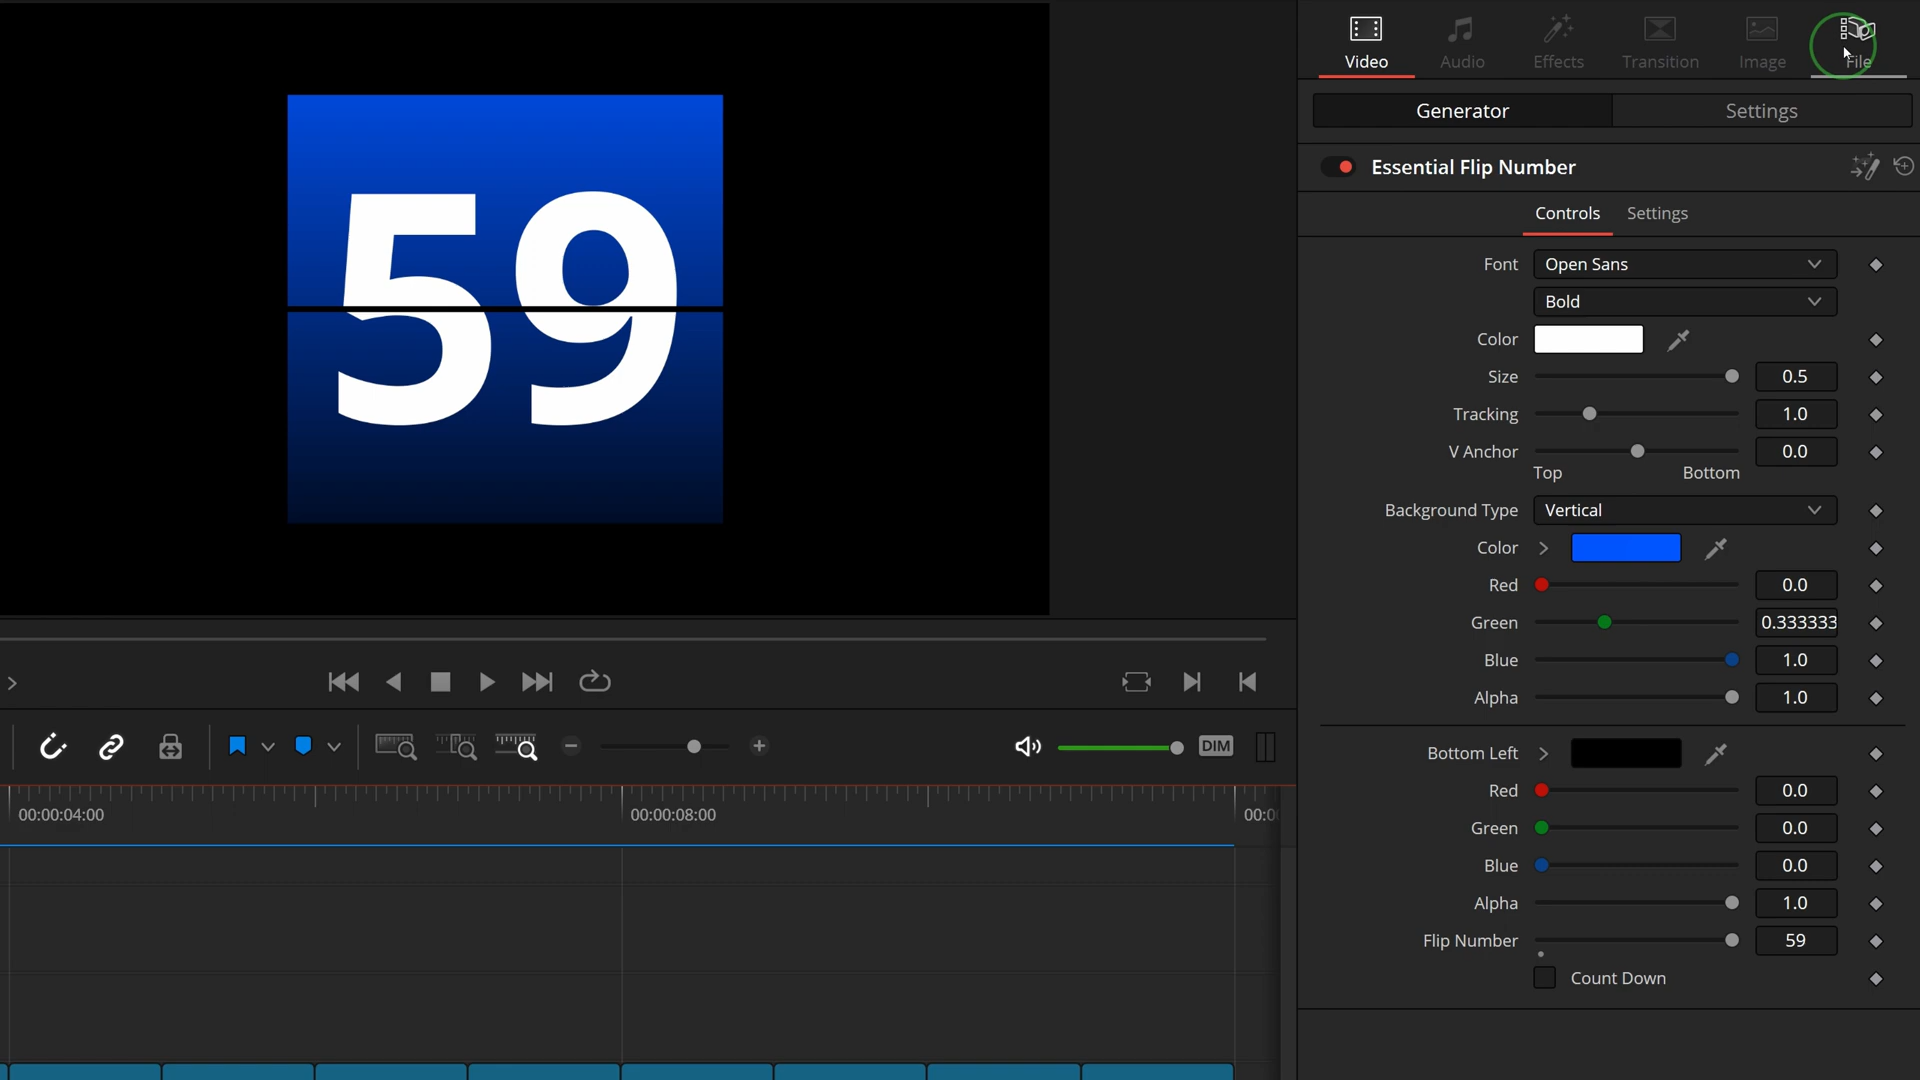 59
Video Audio Effects Transition Image File
Generator Settings
Essential Flip Number
Controls Settings
Font Open Sans
Bold
Color
Size 0.5
Tracking 1.0
V Anchor 0.0
Top Bottom
Background Type Vertical
Color
Red 0.0
Green 0.333333
Blue 1.0
Alpha 1.0
Bottom Left
Red 0.0
Green 0.0
Blue 0.0
Alpha 1.0
Flip Number 59
Count Down
DIM
00:00:04:00 00:00:08:00 00:0